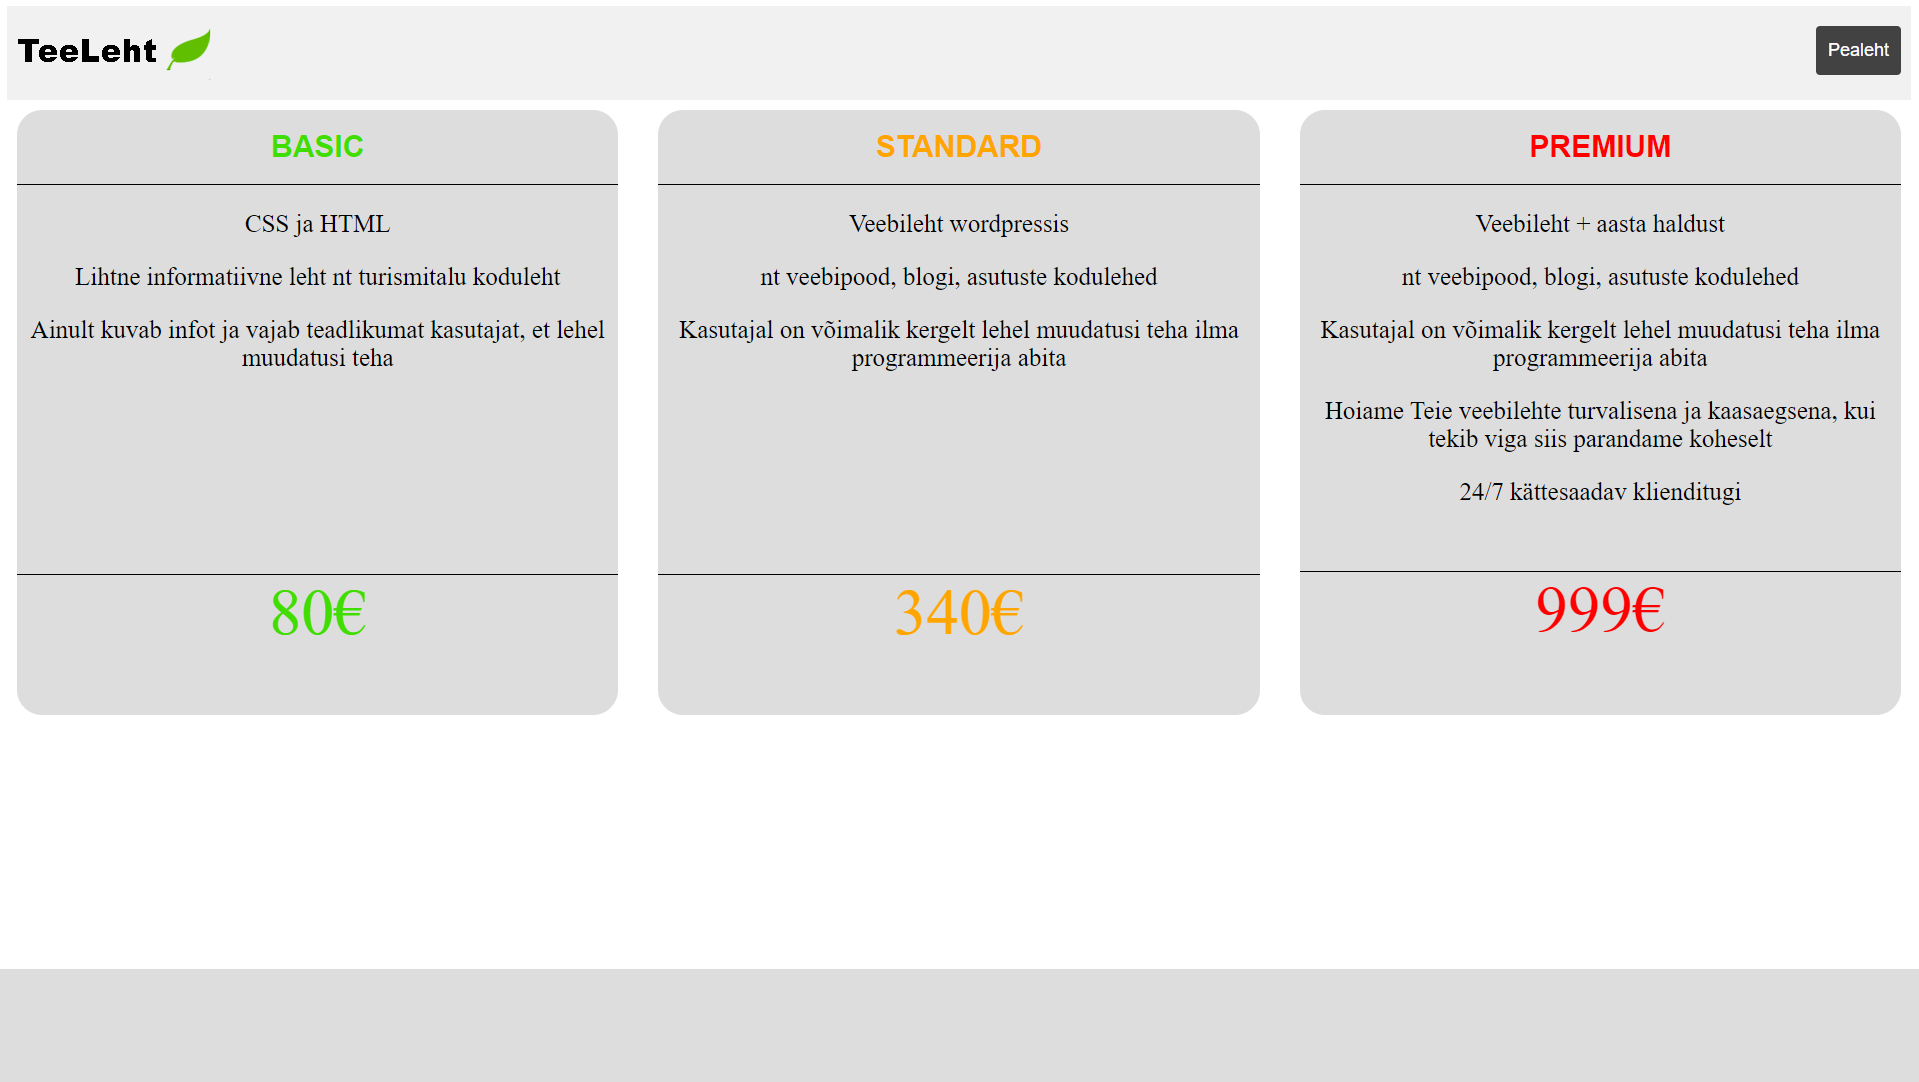 TeeLeht
Pealeht
BASIC
CSS ja HTML
Lihtne informatiivne leht nt turismitalu koduleht
Ainult kuvab infot ja vajab teadlikumat kasutajat, et lehel
muudatusi teha
80€
STANDARD
Veebileht wordpressis
nt veebipood, blogi, asutuste kodulehed
Kasutajal on võimalik kergelt lehel muudatusi teha ilma
programmeerija abita
340€
PREMIUM
Veebileht + aasta haldust
nt veebipood, blogi, asutuste kodulehed
Kasutajal on võimalik kergelt lehel muudatusi teha ilma
programmeerija abita
Hoiame Teie veebilehte turvalisena ja kaasaegsena, kui
tekib viga siis parandame koheselt
24/7 kättesaadav klienditugi
999€